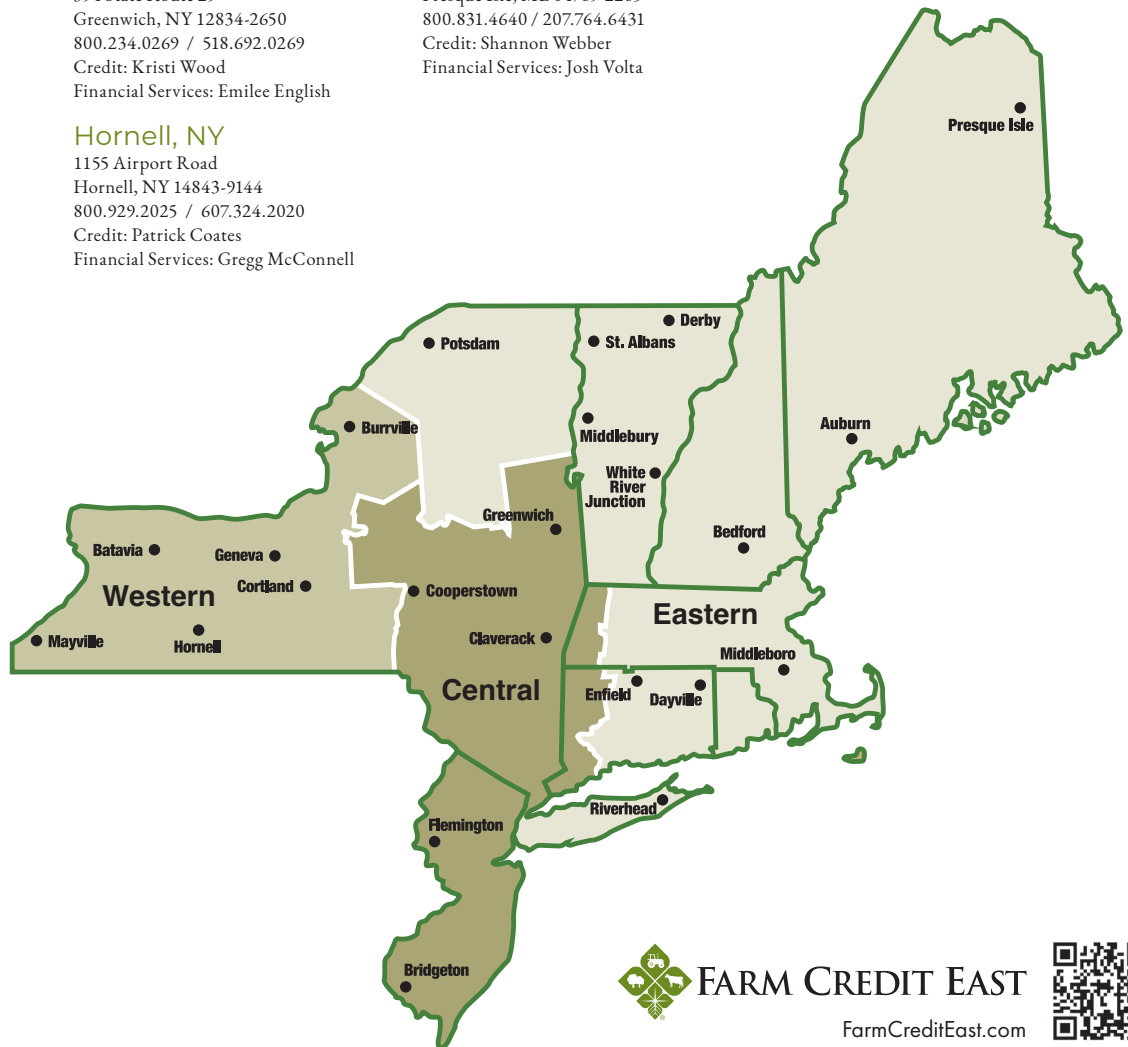 Greenwich, NY 12834-2650
800.234.0269 / 518.692.0269
Credit: Kristi Wood
Financial Services: Emilee English
Hornell, NY
1155 Airport Road
Hornell, NY 14843-9144
800.929.2025 / 607.324.2020
Credit: Patrick Coates
Financial Services: Gregg McConnell
800.831.4640 / 207.764.6431
Credit: Shannon Webber
Financial Services: Josh Volta
Presque Isle
Derby
Potsdam
St. Albans
Burrville
Middlebury
Auburn
White
River
Junction
Greenwich
Bedford
Batavia
Geneva
Cortland
Western
Cooperstown
Eastern
Mayville
Hornell
Claverack
Middleboro
Central
Enfield
Dayville
Riverhead
Flemington
Bridgeton
FARM CREDIT EAST
FarmCreditEast.com